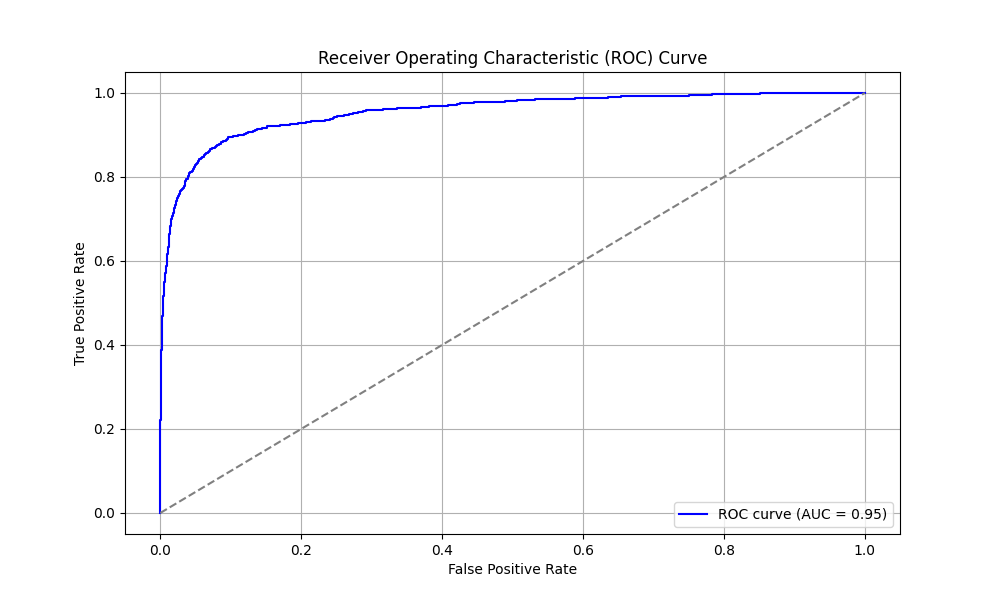 Receiver Operating Characteristic (ROC) Curve
1.0
0.8
0.6
0.4
0.2
0.0
True Positive Rate
ROC curve (AUC = 0.95)
0.0 0.2 0.4 0.6 0.8 1.0
False Positive Rate